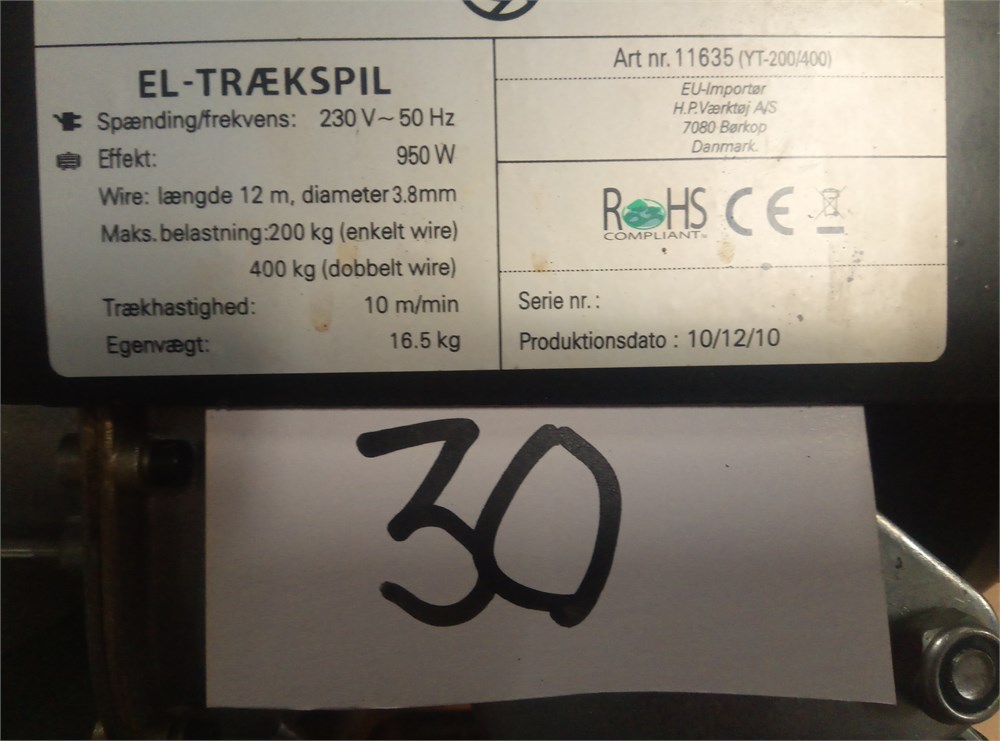 EL-TRÆKSPIL
Spænding/frekvens: 230 V~ 50 Hz
Effekt: 950 W
Wire: længde 12 m, diameter 3.8mm
Maks. belastning:200 kg (enkelt wire)
400 kg (dobbelt wire)
Trækhastighed: 10 m/min
Egenvægt: 16.5 kg
Art nr. 11635 (YT-200/400)
EU-Importør
H.P.Værktøj A/S
7080 Børkop
Danmark.
RoHS CE
COMPLIANT
Serie nr. :
Produktionsdato : 10/12/10
30